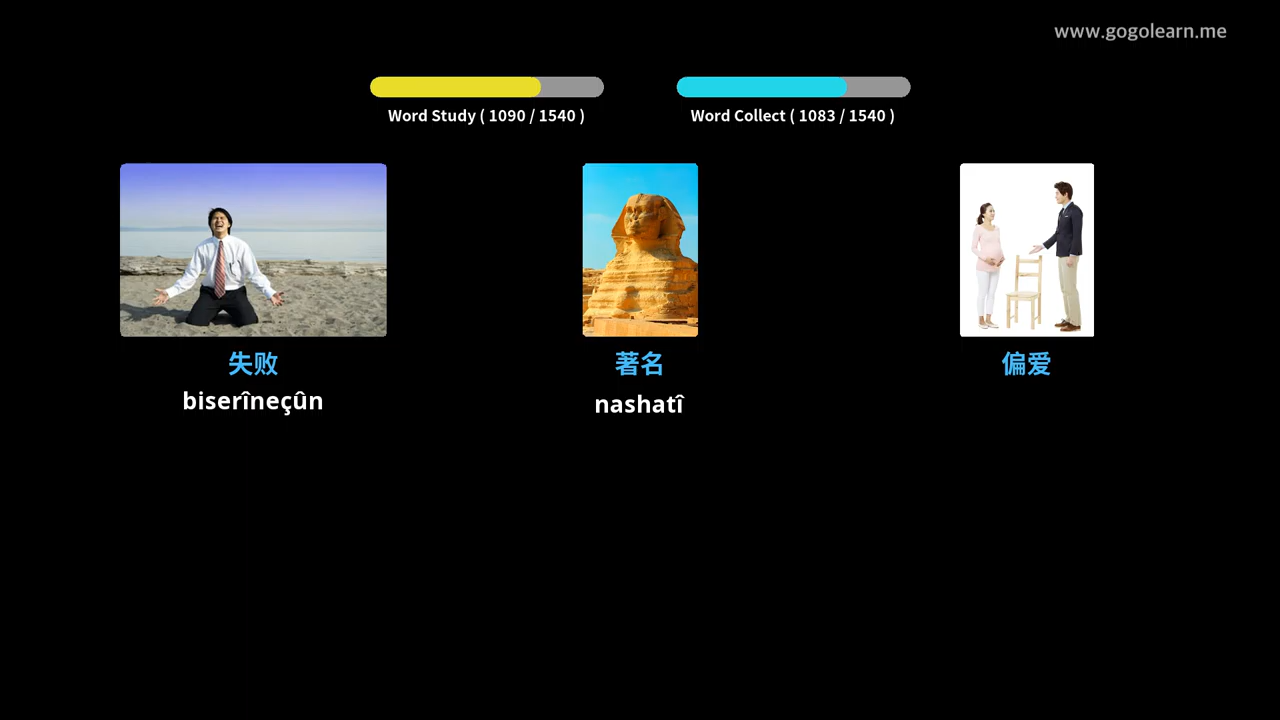 www.gogolearn.me
Word Study ( 1090 / 1540 )
Word Collect ( 1083 / 1540 )
失败
biserîneçûn
著名
nashatî
偏爱